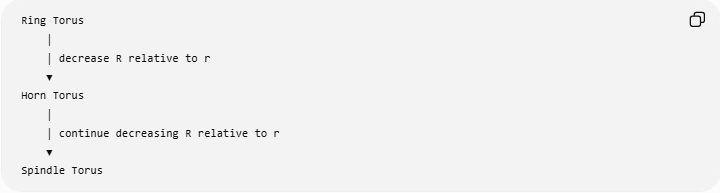 Ring Torus
|
| decrease R relative to r
▼
Horn Torus
|
| continue decreasing R relative to r
▼
Spindle Torus